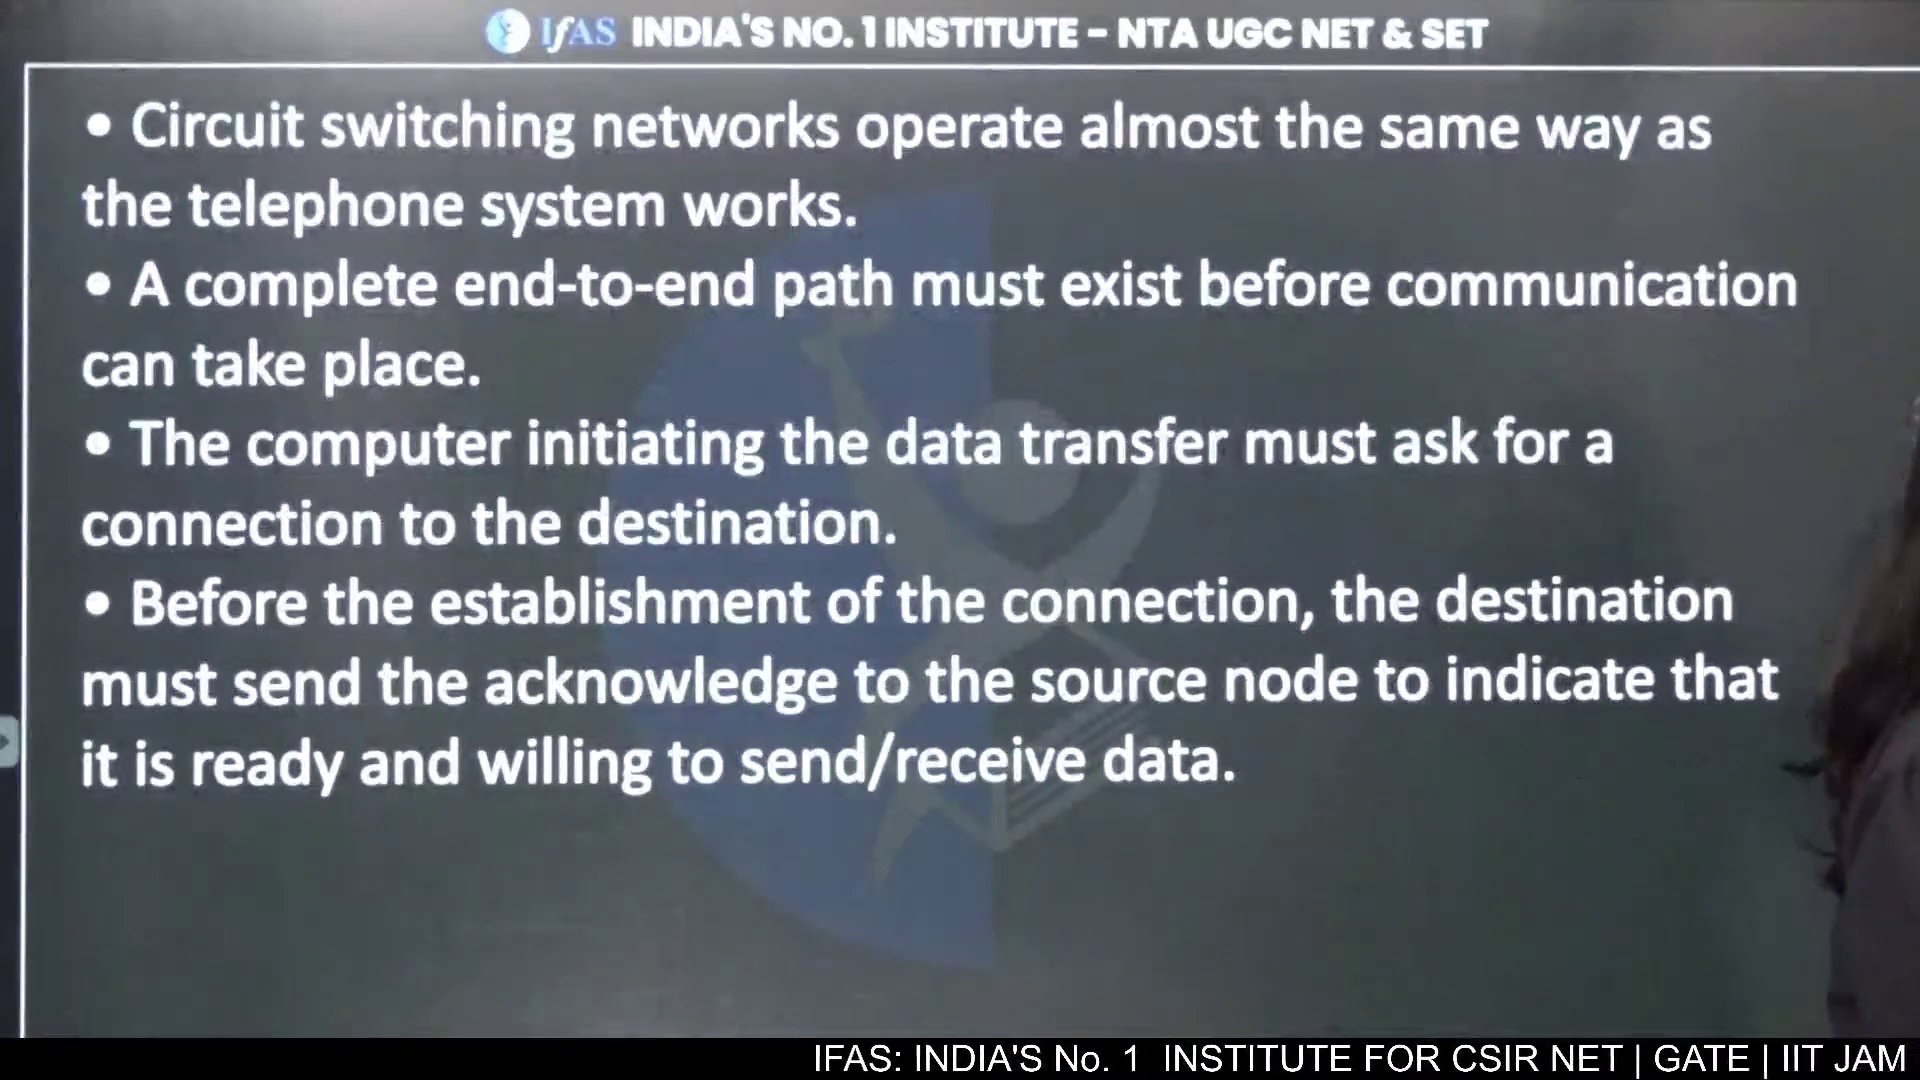 IfAS INDIA'S NO. 1 INSTITUTE – NTA UGC NET & SET
• Circuit switching networks operate almost the same way as
the telephone system works.
• A complete end-to-end path must exist before communication
can take place.
• The computer initiating the data transfer must ask for a
connection to the destination.
• Before the establishment of the connection, the destination
must send the acknowledge to the source node to indicate that
it is ready and willing to send/receive data.
IFAS: INDIA'S No. 1 INSTITUTE FOR CSIR NET | GATE | IIT JAM